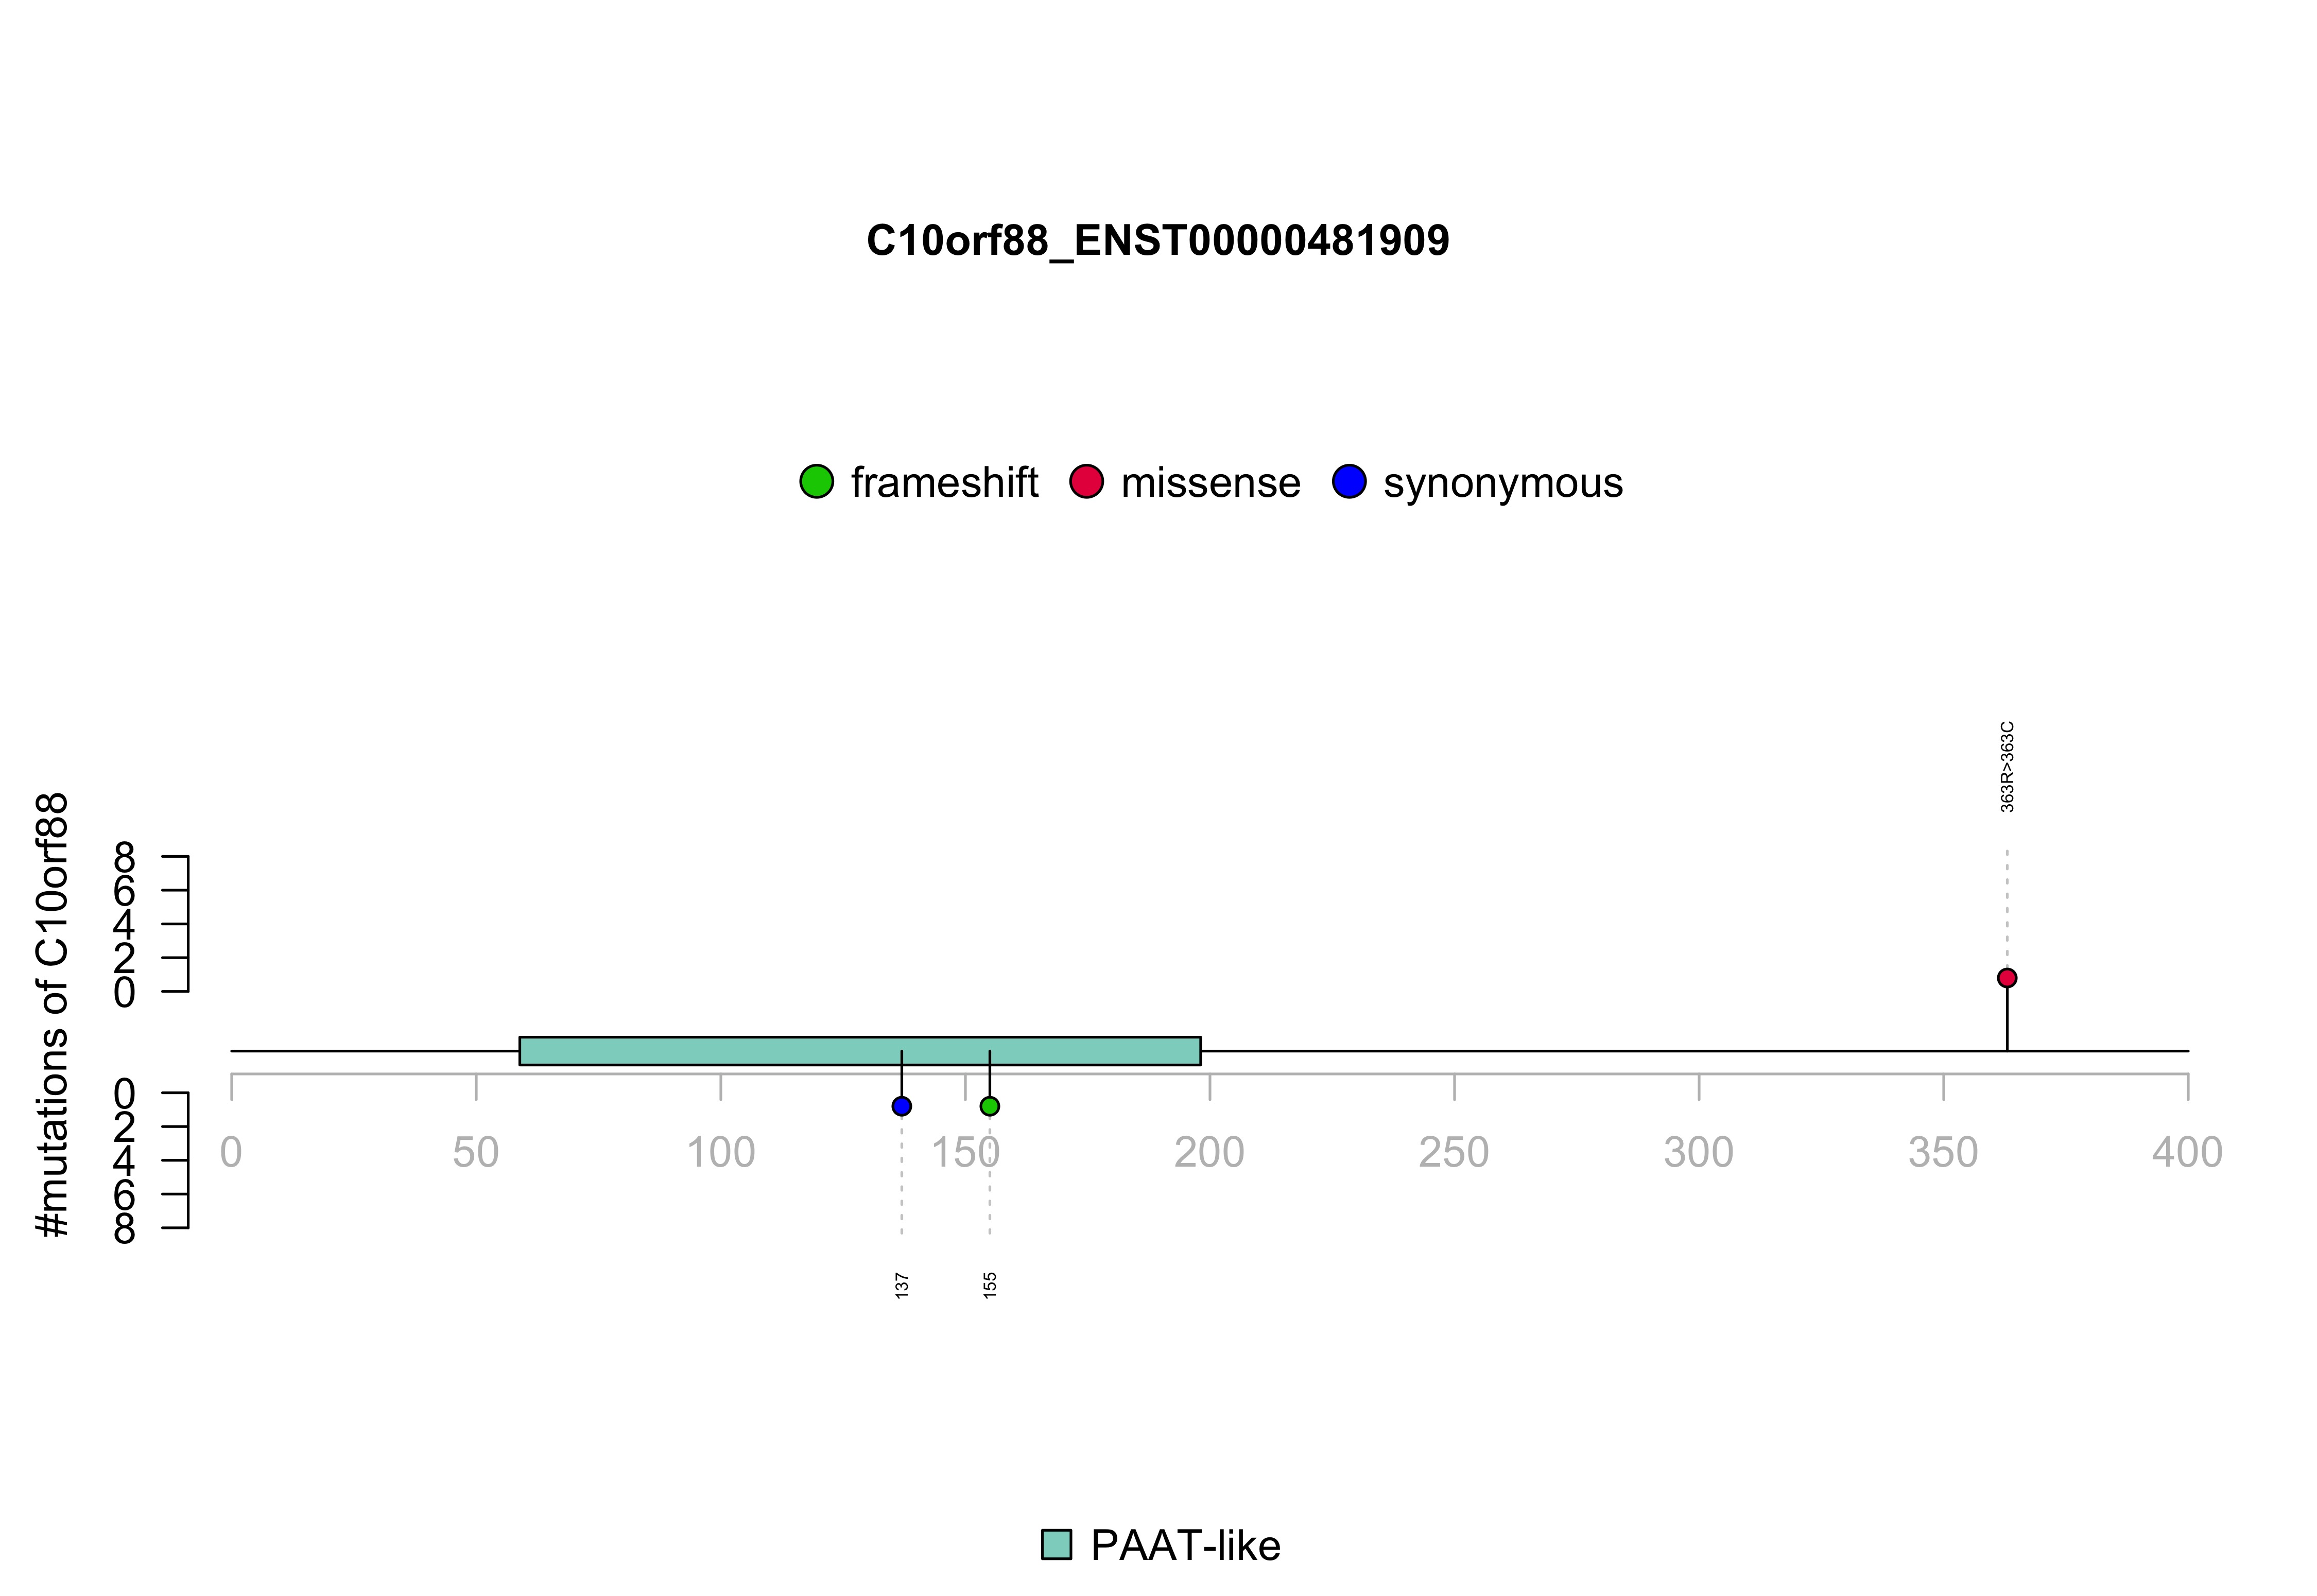 C10orf88_ENST00000481909
frameshift missense synonymous
363R>363C
#mutations of C10orf88
8
6
4
2
0
0
2
4
6
8
0 50 100 150 200 250 300 350 400
137 155
PAAT-like